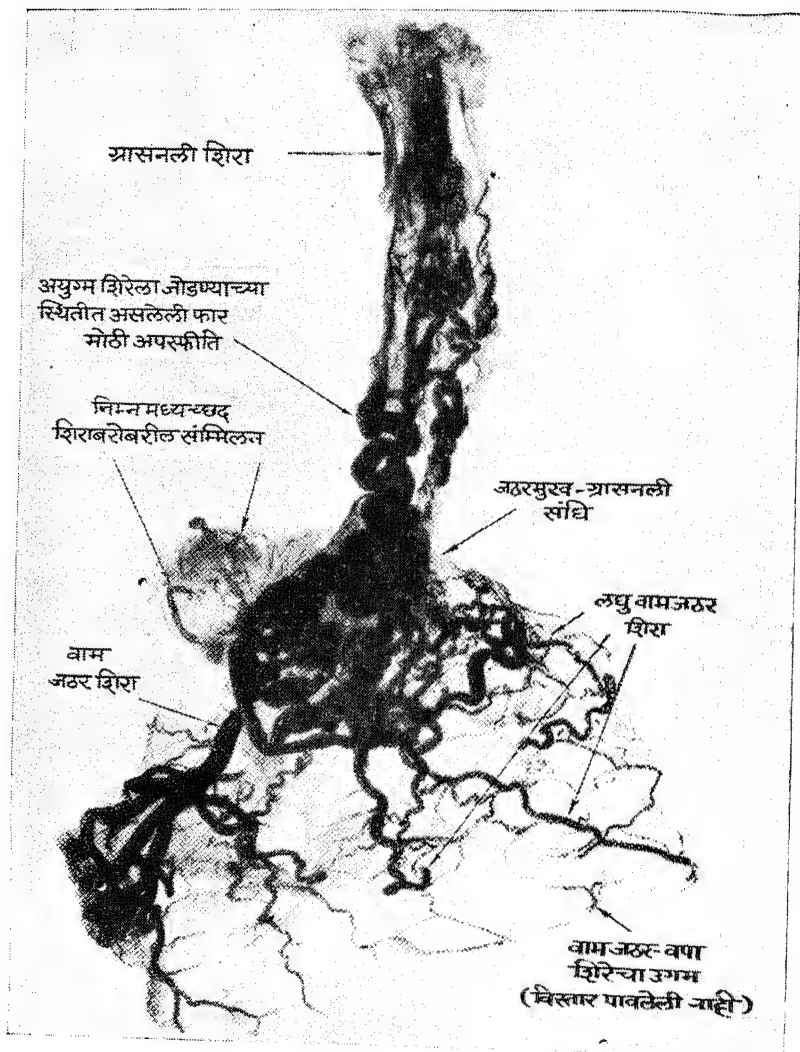 ग्रासनली शिरा
अयुग्म शिरेला जोडण्याच्या
स्थितीत असलेली फार
मोठी अपस्फीति
निम्न मध्यच्छद
शिराबरोबरील संम्मिलन
जठरमुख-ग्रासनली
संधि
लघु वामजठर
शिरा
वाम
जठर शिरा
वामजठर-वपा
शिरेचा उगम
(विस्तार पावलेली नाही)